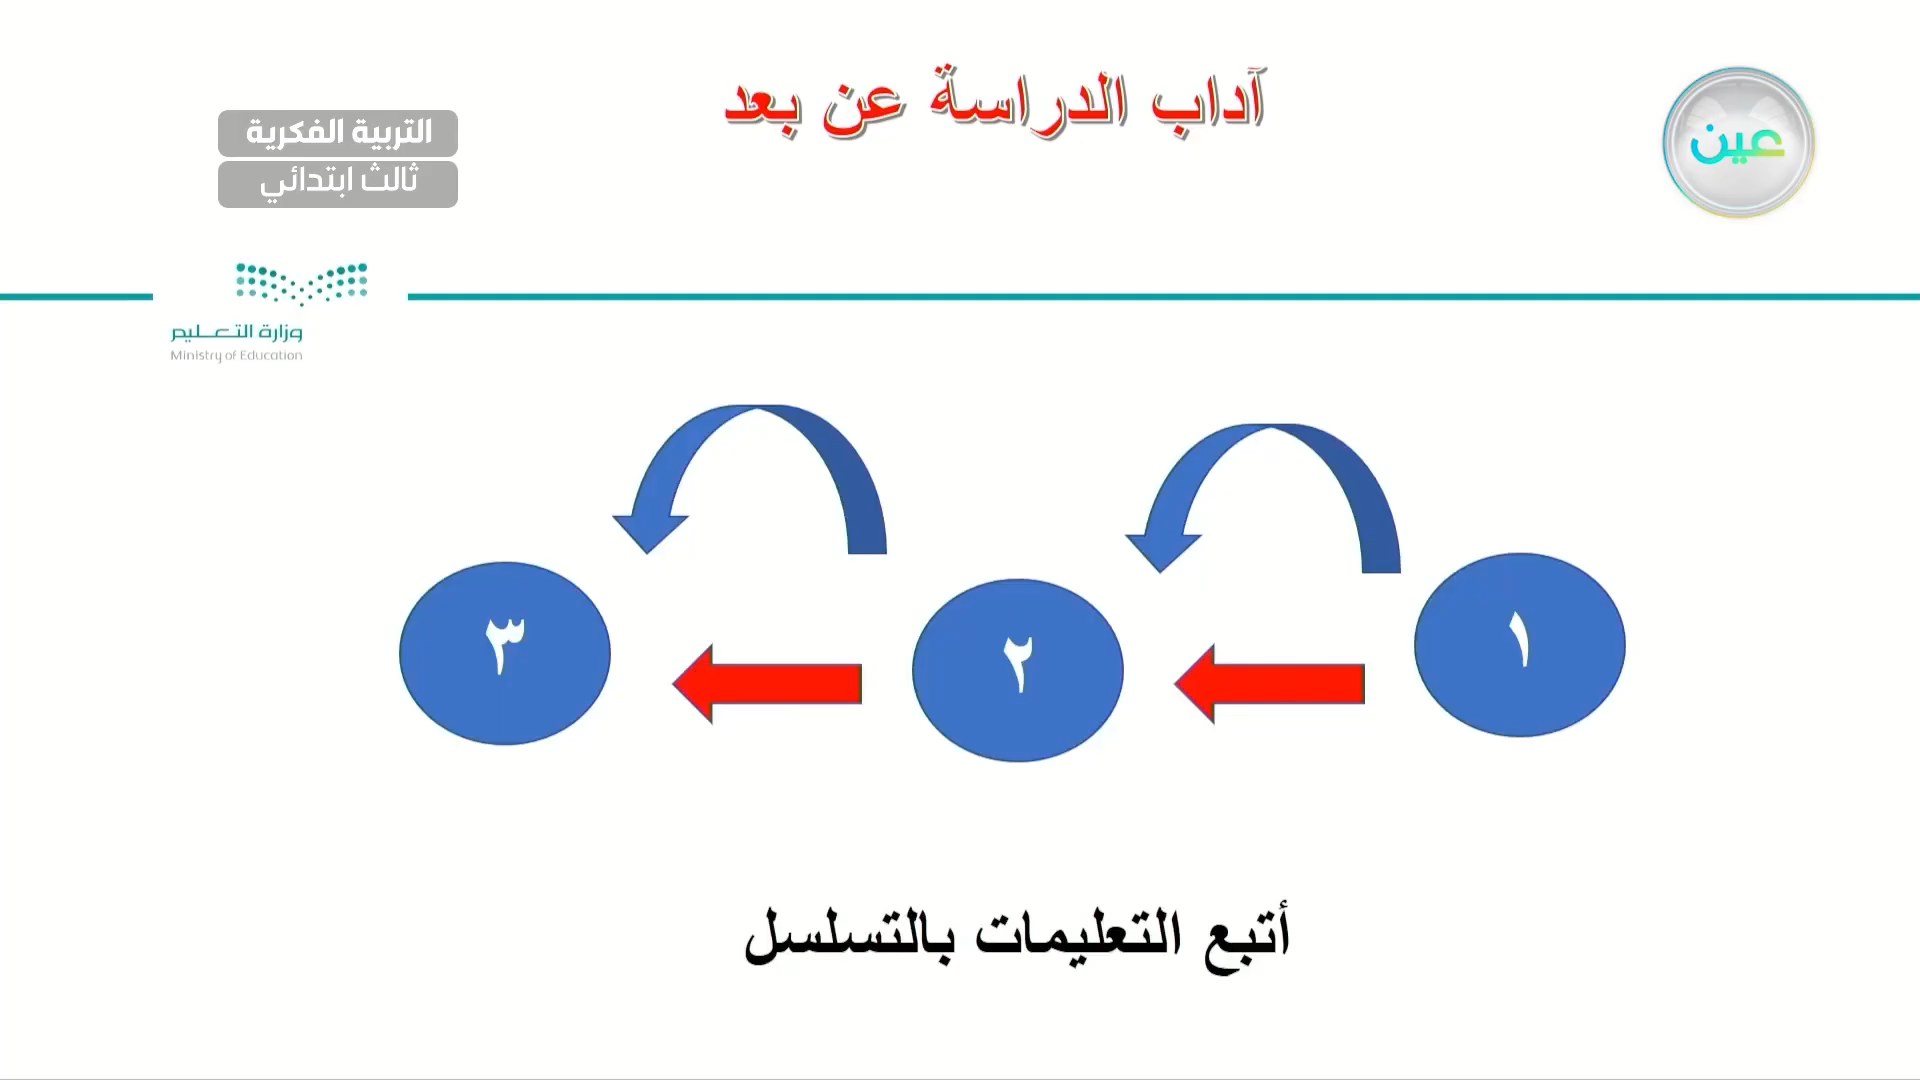 آداب الدراسة عن بعد
عين
التربية الفكرية
ثالث ابتدائي
وزارة التعليم
Ministry of Education
١
٢
٣
أتبع التعليمات بالتسلسل